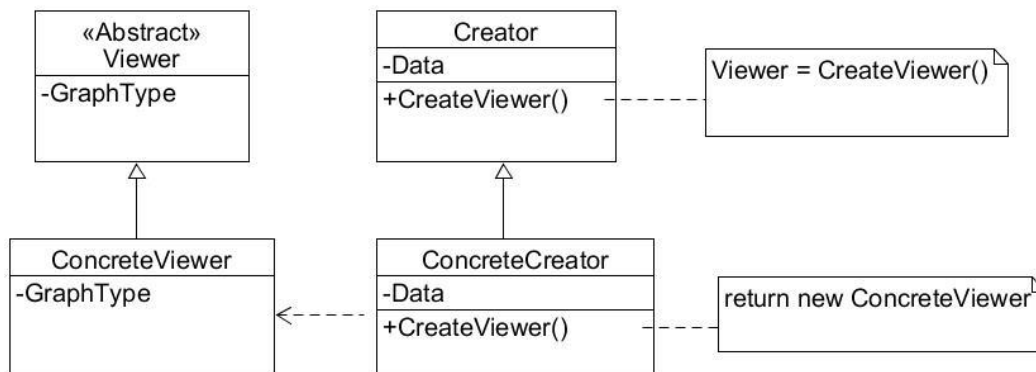 «Abstract»
Viewer
-GraphType
Creator
-Data
+CreateViewer()
Viewer = CreateViewer()
ConcreteViewer
-GraphType
ConcreteCreator
-Data
+CreateViewer()
return new ConcreteViewer